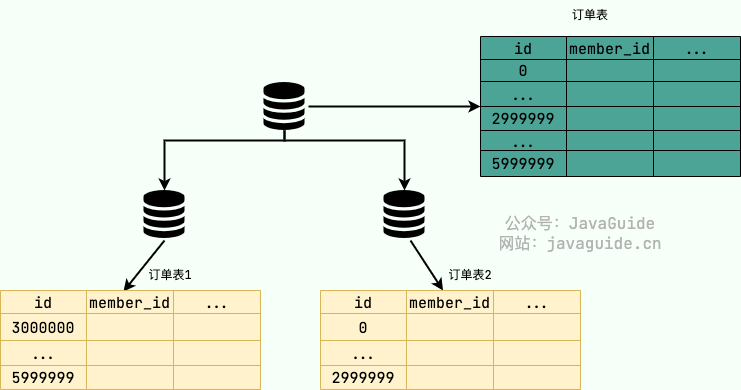 订单表
id member_id ...
0
...
2999999
...
5999999
公众号：JavaGuide
网站：javaguide.cn
订单表1
id member_id ...
3000000
...
5999999
订单表2
id member_id ...
0
...
2999999